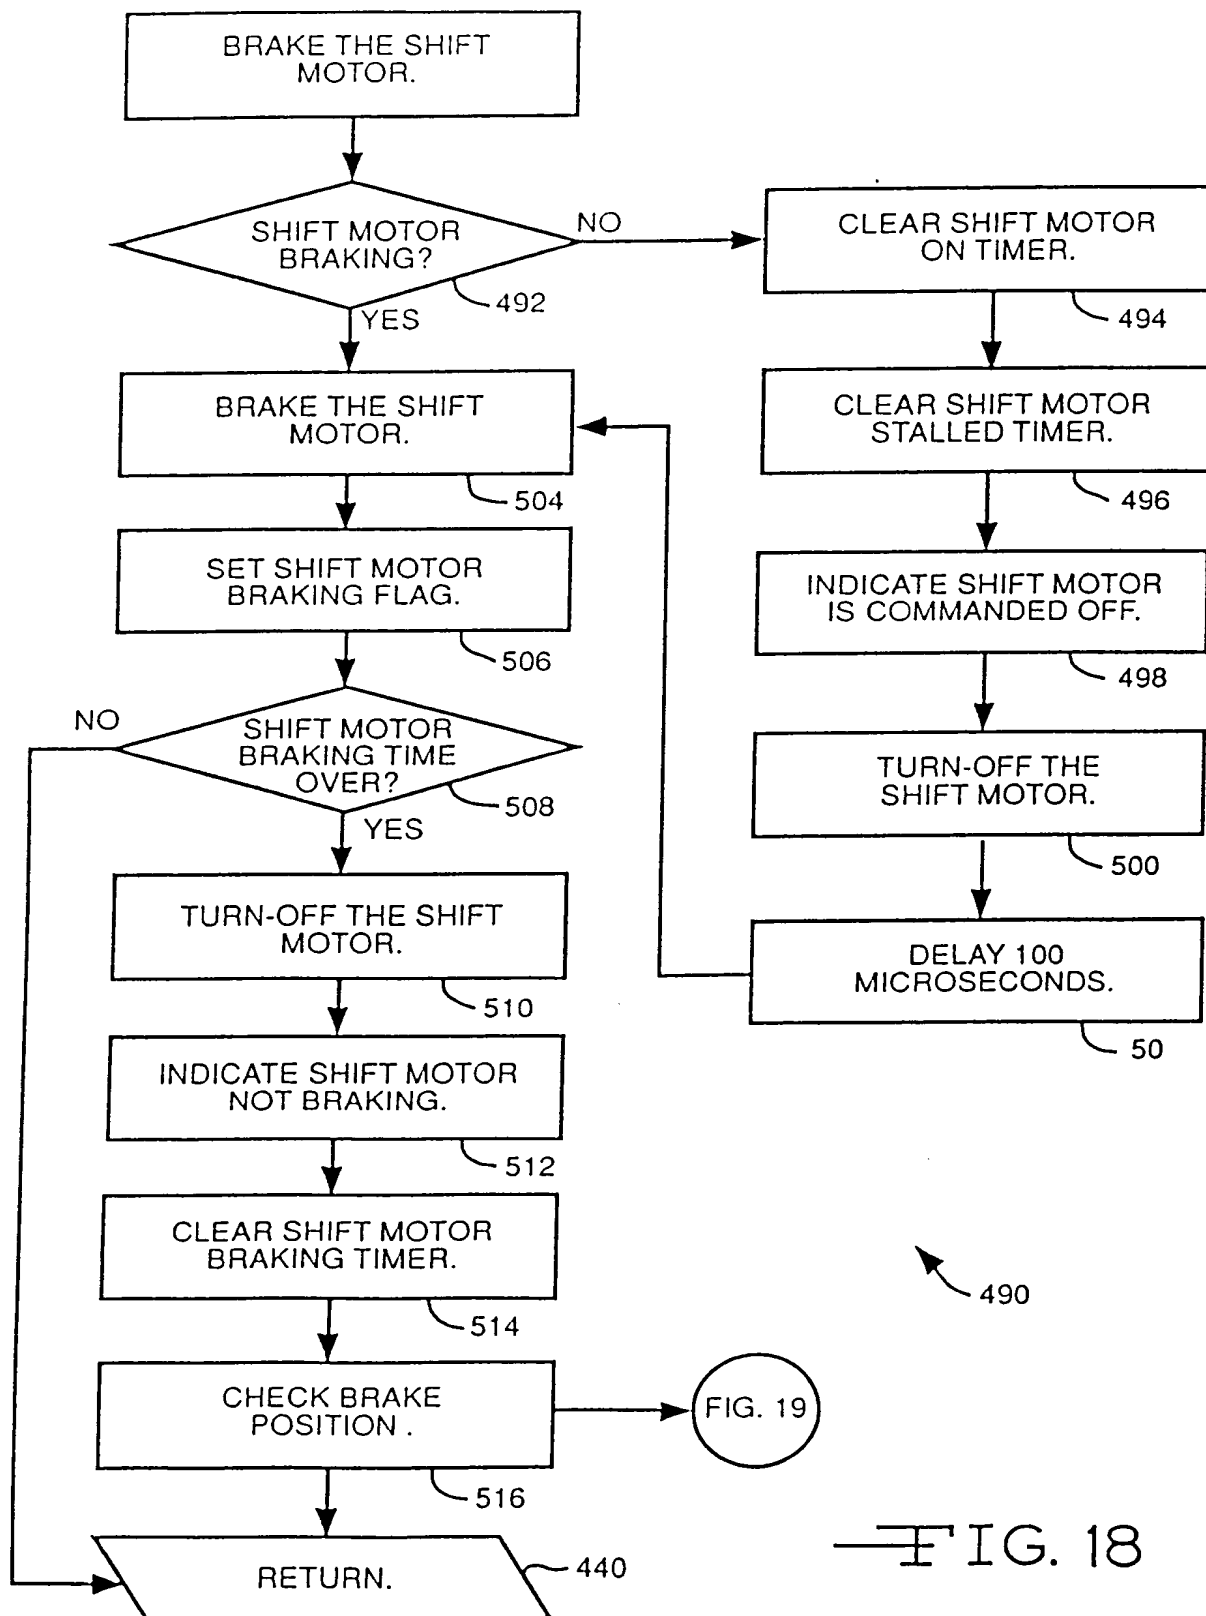 BRAKE THE SHIFT
MOTOR.
SHIFT MOTOR
BRAKING?
492
NO
YES
CLEAR SHIFT MOTOR
ON TIMER.
494
CLEAR SHIFT MOTOR
STALLED TIMER.
496
INDICATE SHIFT MOTOR
IS COMMANDED OFF.
498
TURN-OFF THE
SHIFT MOTOR.
500
DELAY 100
MICROSECONDS.
50
BRAKE THE SHIFT
MOTOR.
504
SET SHIFT MOTOR
BRAKING FLAG.
506
SHIFT MOTOR
BRAKING TIME
OVER?
508
NO
YES
TURN-OFF THE SHIFT
MOTOR.
510
INDICATE SHIFT MOTOR
NOT BRAKING.
512
CLEAR SHIFT MOTOR
BRAKING TIMER.
514
CHECK BRAKE
POSITION .
516
FIG. 19
RETURN.
440
490
FIG. 18